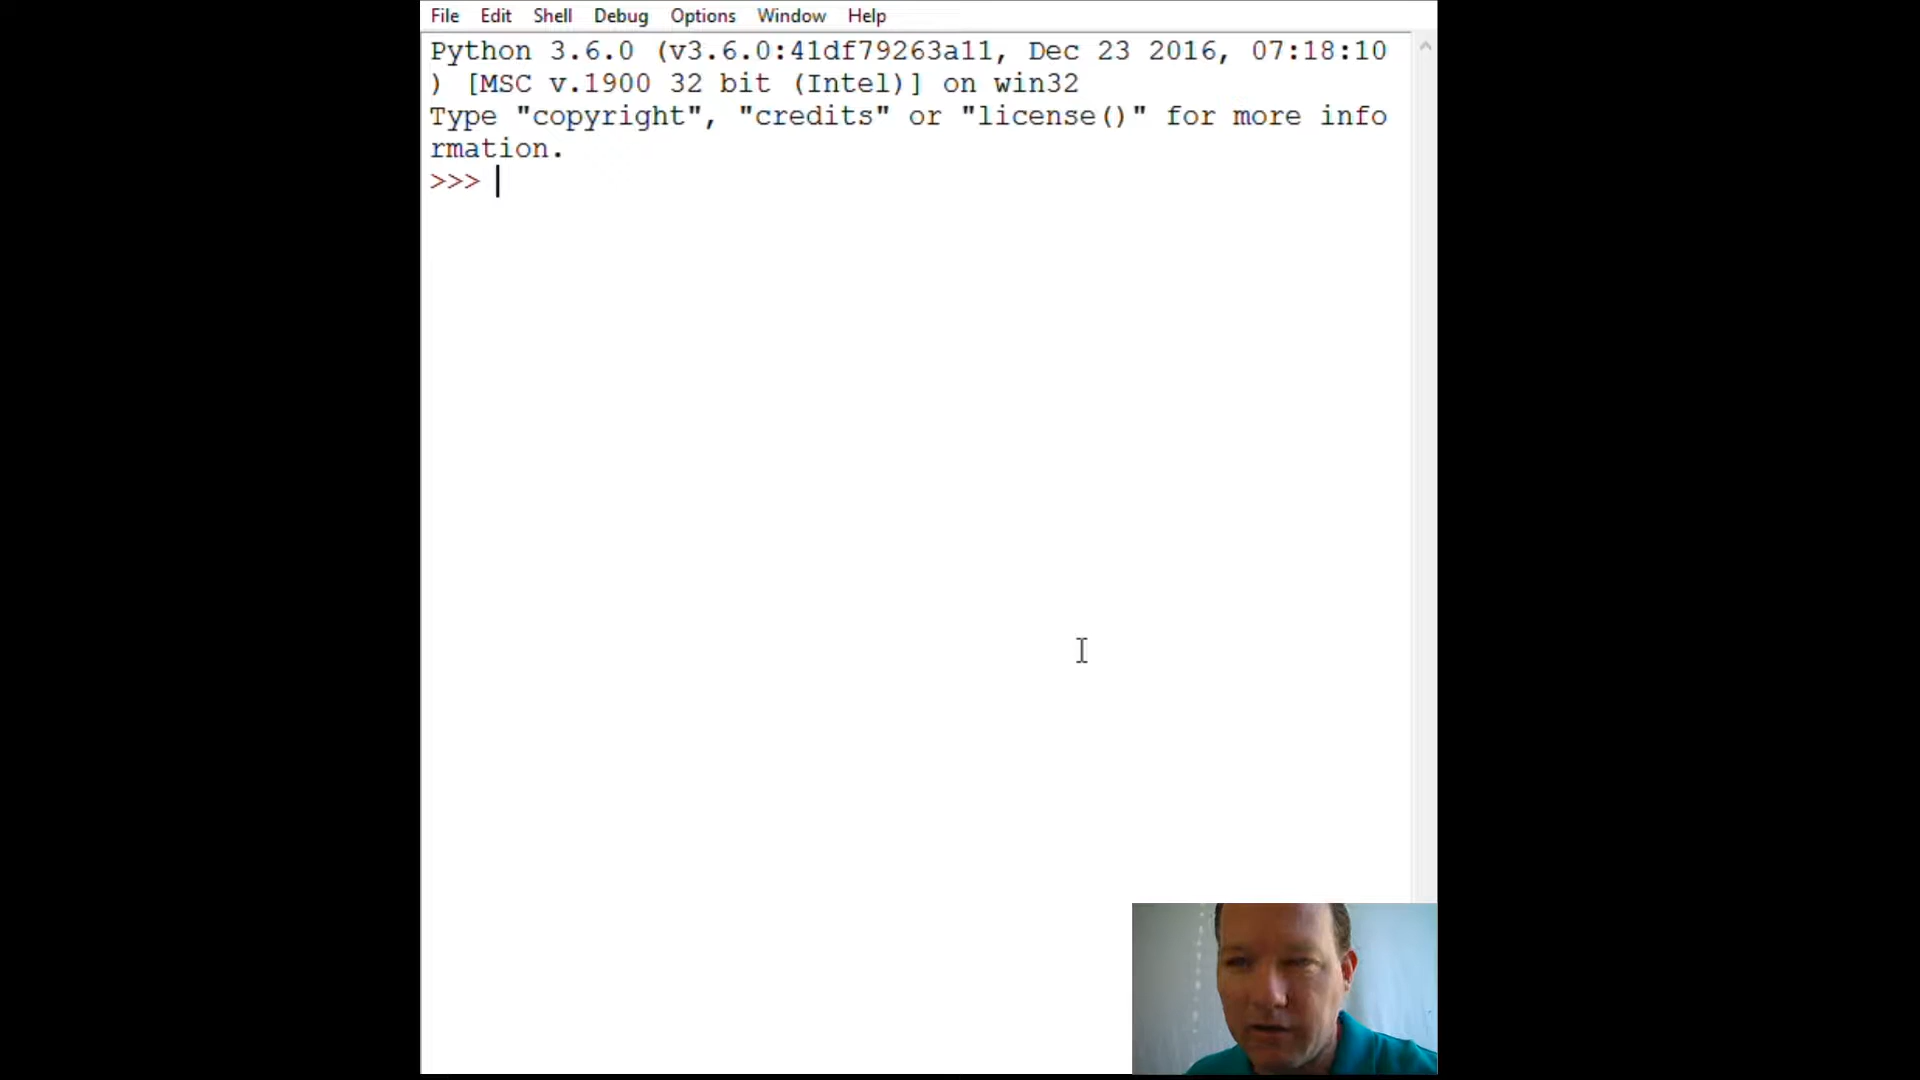 File Edit Shell Debug Options Window Help
Python 3.6.0 (v3.6.0:41df79263a11, Dec 23 2016, 07:18:10
) [MSC v.1900 32 bit (Intel)] on win32
Type "copyright", "credits" or "license()" for more info
rmation.
>>>